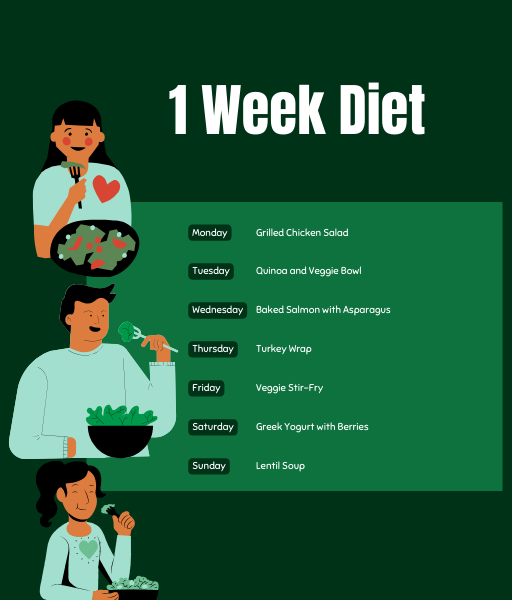 1 Week Diet
Monday Grilled Chicken Salad
Tuesday Quinoa and Veggie Bowl
Wednesday Baked Salmon with Asparagus
Thursday Turkey Wrap
Friday Veggie Stir-Fry
Saturday Greek Yogurt with Berries
Sunday Lentil Soup